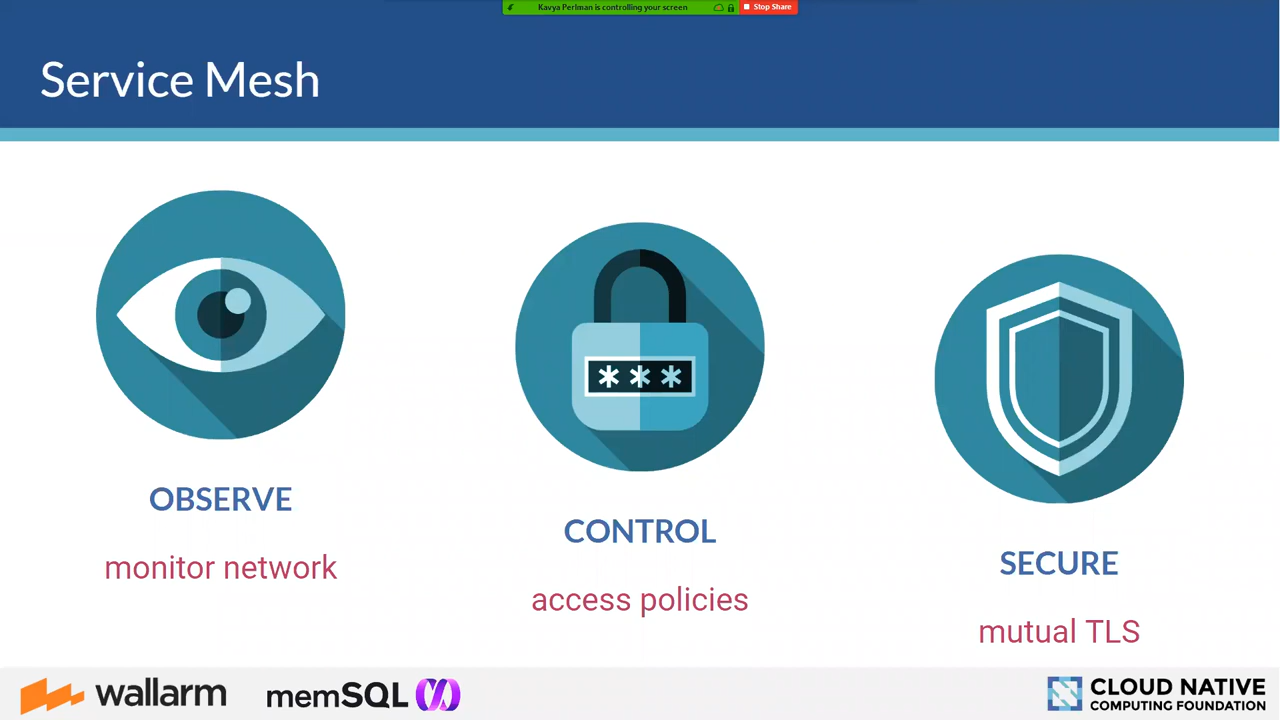 Kavya Perlman is controlling your screen
Stop Share
Service Mesh
***
OBSERVE
monitor network
CONTROL
access policies
SECURE
mutual TLS
wallarm
memSQL
CLOUD NATIVE
COMPUTING FOUNDATION